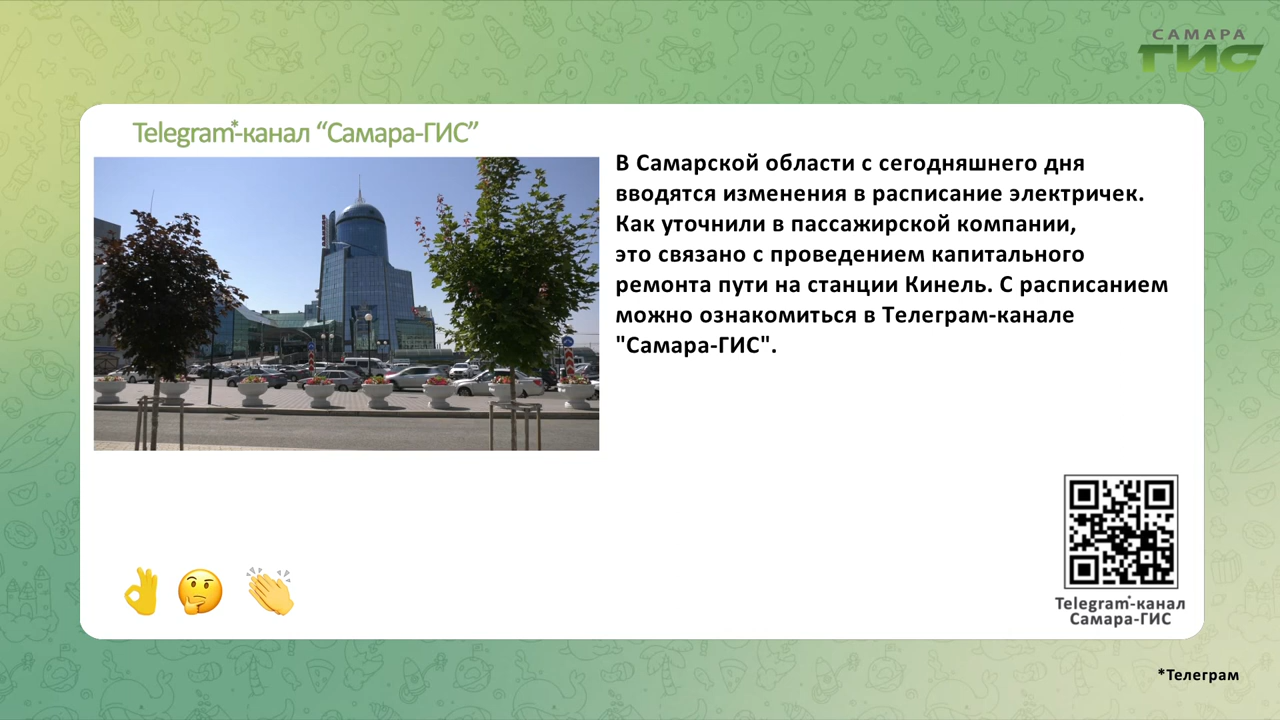 САМАРА
ГИС
Telegram*-канал “Самара-ГИС”
В Самарской области с сегодняшнего дня
вводятся изменения в расписание электричек.
Как уточнили в пассажирской компании,
это связано с проведением капитального
ремонта пути на станции Кинель. С расписанием
можно ознакомиться в Телеграм-канале
"Самара-ГИС".
Telegram*-канал
Самара-ГИС
*Телеграм